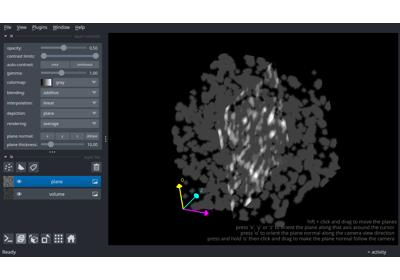 File View Plugins Window Help
opacity: 0.50
contrast limits:
auto-contrast: once continuous
gamma: 1.00
colormap: gray
blending: additive
interpolation: linear
depiction: plane
rendering: average
plane normal: x y z oblique
plane thickness: 10.00
plane
volume
shift + click and drag to move the plane
press 'x', 'y' or 'z' to orient the plane along that axis around the cursor
press 'o' to orient the plane normal along the camera view direction
press and hold 'o' then click and drag to make the plane normal follow the camera
Ready
activity